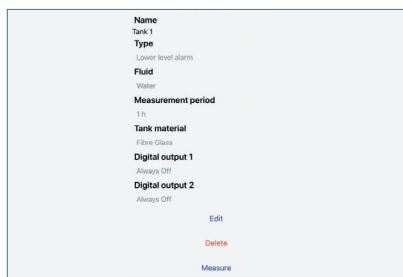 Name
Tank 1
Type
Lower level alarm
Fluid
Water
Measurement period
1 h
Tank material
Fibre Glass
Digital output 1
Always Off
Digital output 2
Always Off
Edit
Delete
Measure